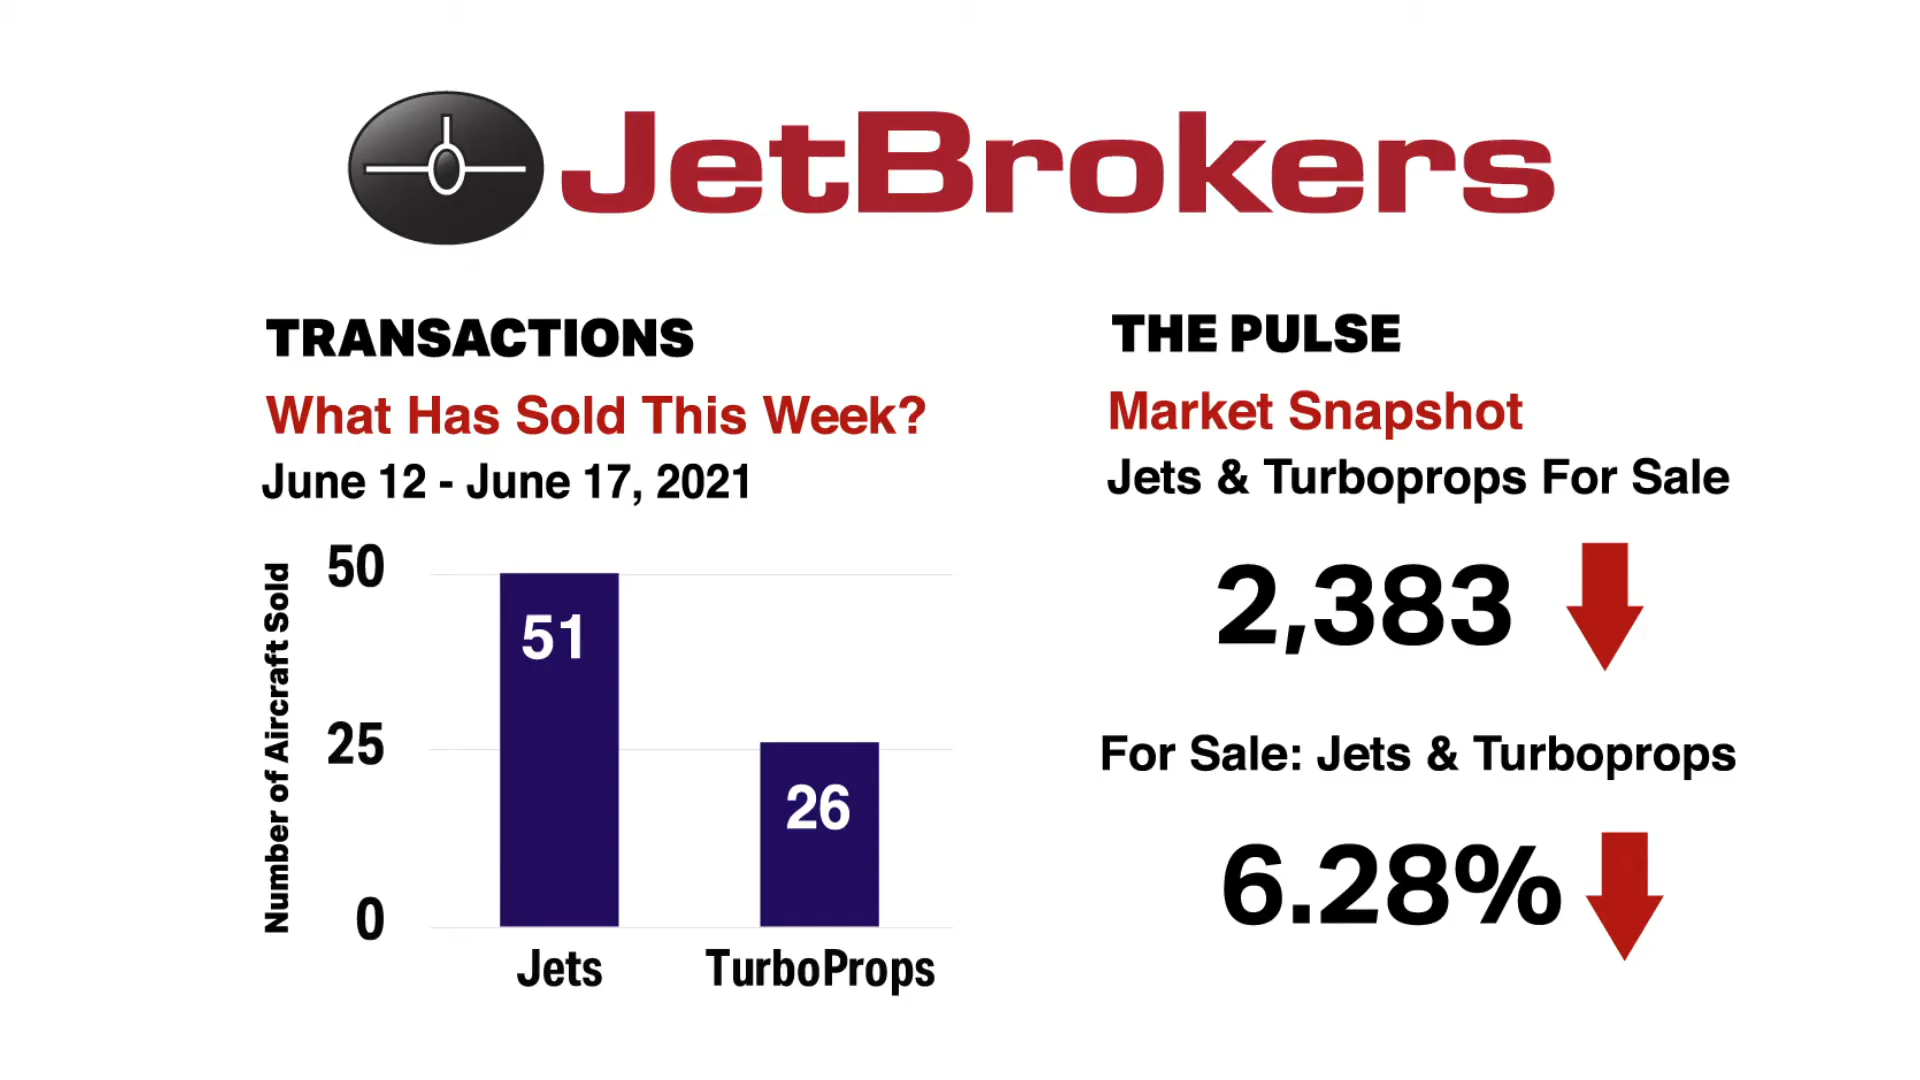 JetBrokers
TRANSACTIONS
What Has Sold This Week?
June 12 - June 17, 2021
Number of Aircraft Sold
50
25
0
51
26
Jets
TurboProps
THE PULSE
Market Snapshot
Jets & Turboprops For Sale
2,383
For Sale: Jets & Turboprops
6.28%